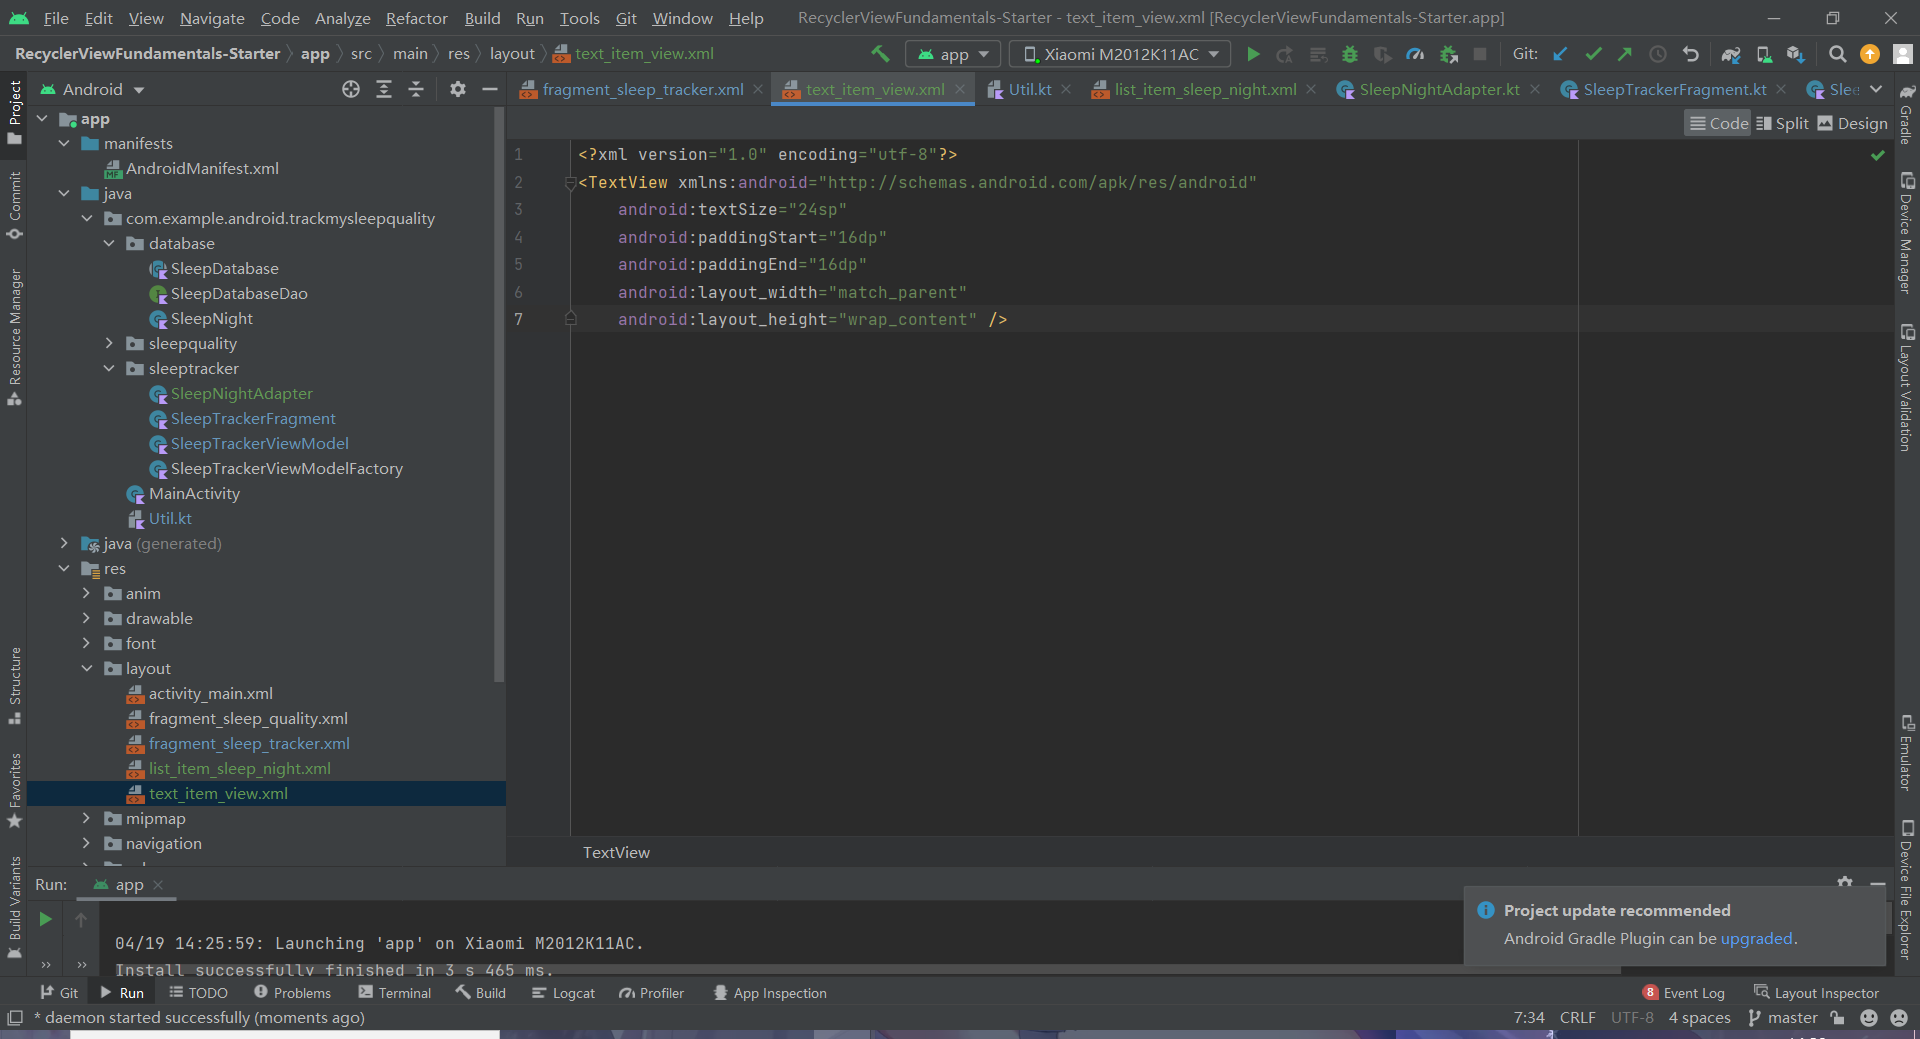 File Edit View Navigate Code Analyze Refactor Build Run Tools Git Window Help RecyclerViewFundamentals-Starter - text_item_view.xml [RecyclerViewFundamentals-Starter.app]
RecyclerViewFundamentals-Starter app src main res layout text_item_view.xml app Xiaomi M2012K11AC Git:
Android
fragment_sleep_tracker.xml text_item_view.xml Util.kt list_item_sleep_night.xml SleepNightAdapter.kt SleepTrackerFragment.kt
Code Split Design
Project
Commit
Resource Manager
Structure
Favorites
Build Variants
app
manifests
AndroidManifest.xml
java
com.example.android.trackmysleepquality
database
SleepDatabase
SleepDatabaseDao
SleepNight
sleepquality
sleeptracker
SleepNightAdapter
SleepTrackerFragment
SleepTrackerViewModel
SleepTrackerViewModelFactory
MainActivity
Util.kt
java (generated)
res
anim
drawable
font
layout
activity_main.xml
fragment_sleep_quality.xml
fragment_sleep_tracker.xml
list_item_sleep_night.xml
text_item_view.xml
mipmap
navigation
1 <?xml version="1.0" encoding="utf-8"?>
2 <TextView xmlns:android="http://schemas.android.com/apk/res/android"
3 android:textSize="24sp"
4 android:paddingStart="16dp"
5 android:paddingEnd="16dp"
6 android:layout_width="match_parent"
7 android:layout_height="wrap_content" />
TextView
Gradle
Device Manager
Layout Validation
Emulator
Device File Explorer
Run: app
04/19 14:25:59: Launching 'app' on Xiaomi M2012K11AC.
Install successfully finished in 3 s 465 ms.
Project update recommended
Android Gradle Plugin can be upgraded.
Git Run TODO Problems Terminal Build Logcat Profiler App Inspection 8 Event Log Layout Inspector
* daemon started successfully (moments ago) 7:34 CRLF UTF-8 4 spaces master